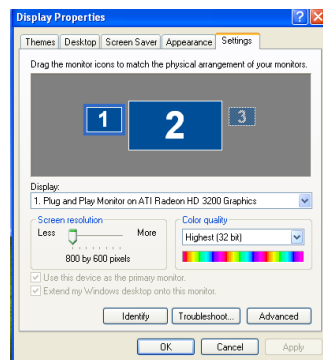 Display Properties
Themes Desktop Screen Saver Appearance Settings
Drag the monitor icons to match the physical arrangement of your monitors.
1 2 3
Display:
1. Plug and Play Monitor on ATI Radeon HD 3200 Graphics
Screen resolution
Less More
800 by 600 pixels
Color quality
Highest (32 bit)
Use this device as the primary monitor.
Extend my Windows desktop onto this monitor.
Identify Troubleshoot... Advanced
OK Cancel Apply